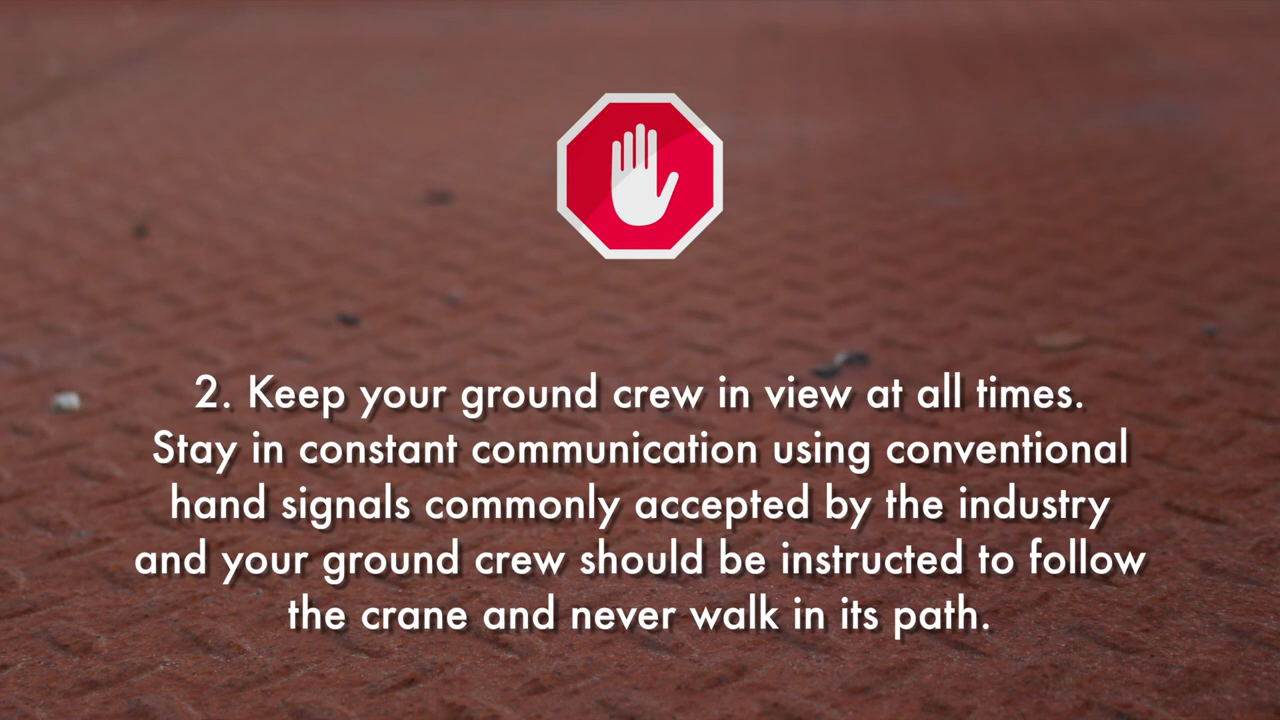 2. Keep your ground crew in view at all times.
Stay in constant communication using conventional
hand signals commonly accepted by the industry
and your ground crew should be instructed to follow
the crane and never walk in its path.